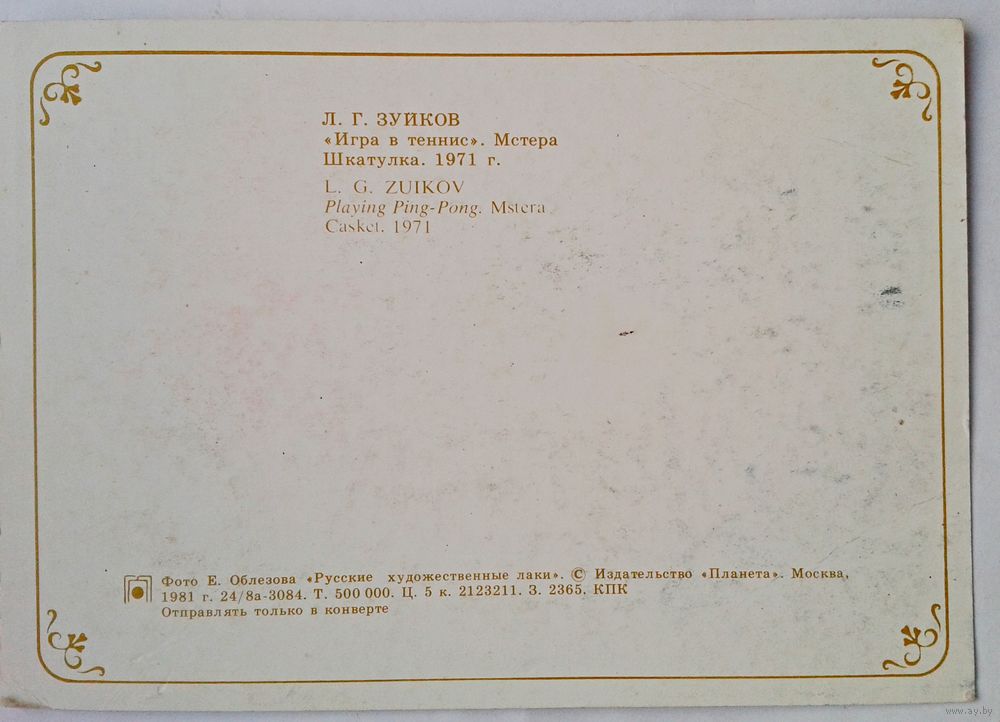 Л. Г. ЗУЙКОВ
«Игра в теннис». Мстера
Шкатулка. 1971 г.
L. G. ZUIKOV
Playing Ping-Pong. Mstera
Casket. 1971
Фото Е. Облезова «Русские художественные лаки». © Издательство «Планета». Москва,
1981 г. 24/8а-3084. Т. 500 000. Ц. 5 к. 2123211. З. 2365. КПК
Отправлять только в конверте
www.ay.by